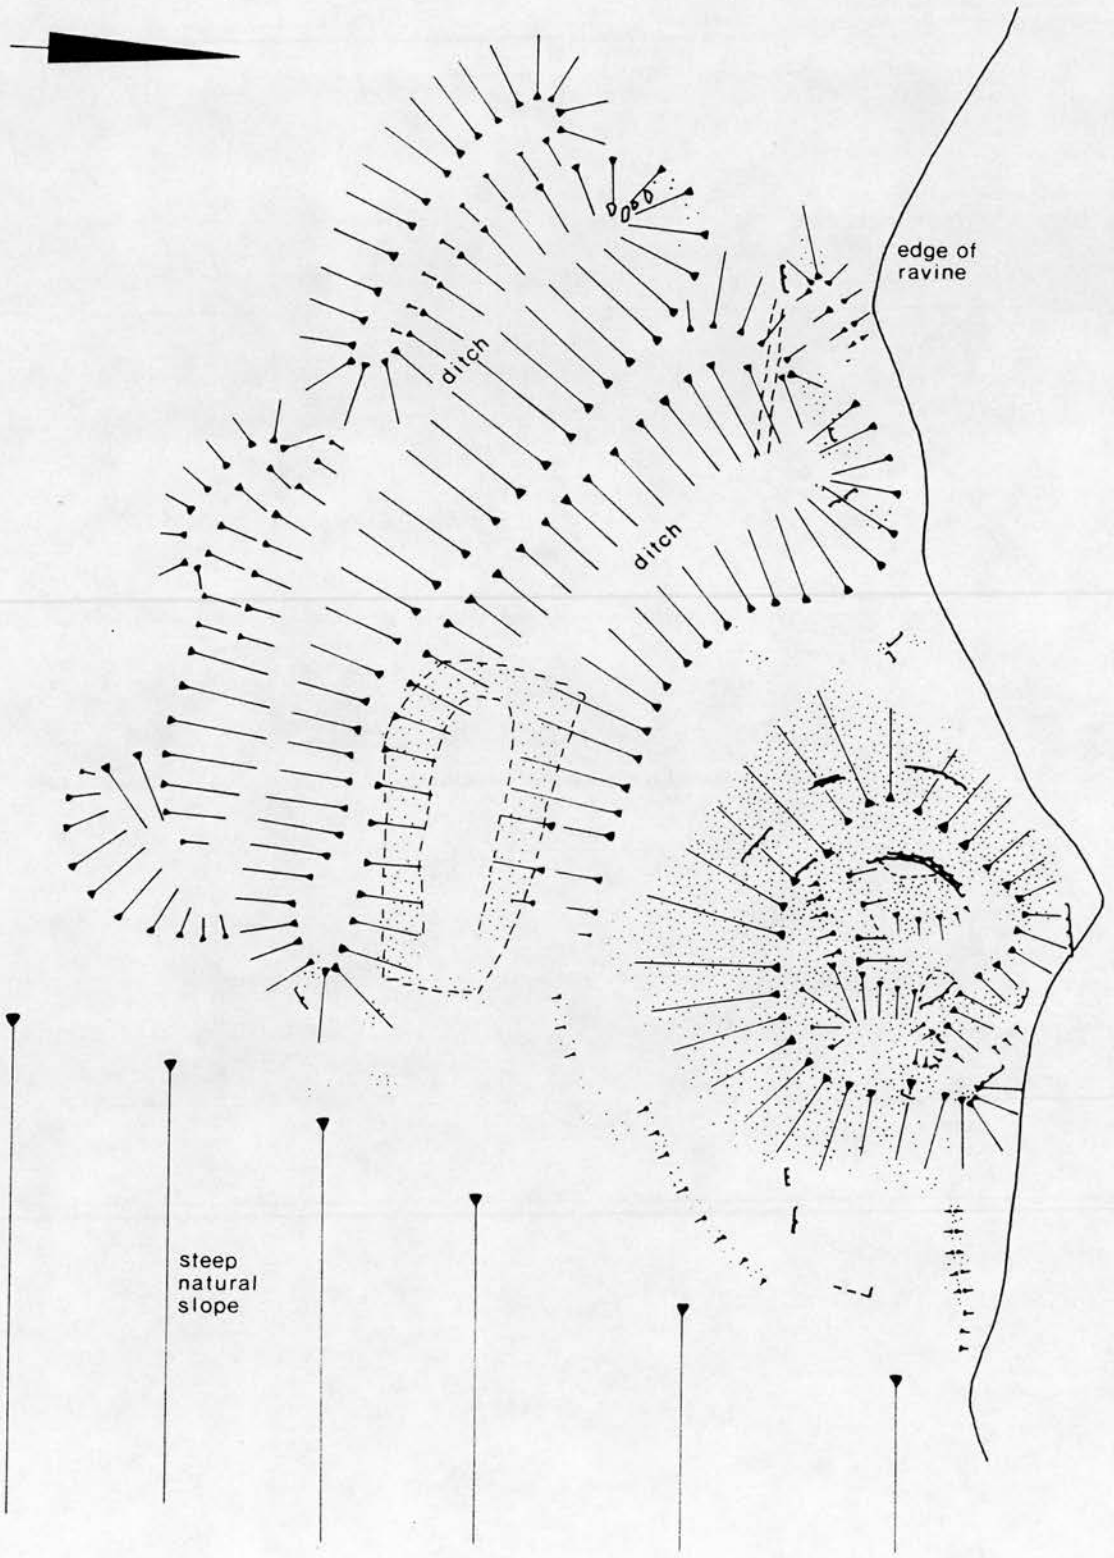 edge of
ravine
ditch
ditch
steep
natural
slope